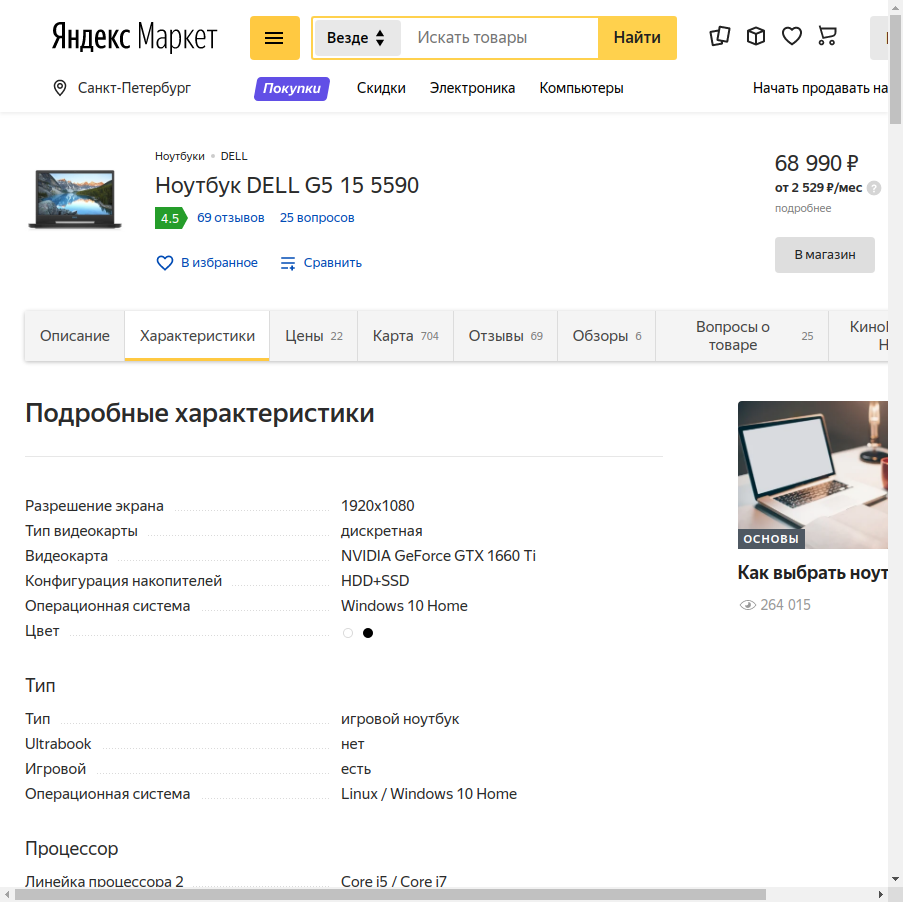 Яндекс Маркет
Везде
Искать товары
Найти
Санкт-Петербург
Покупки
Скидки
Электроника
Компьютеры
Начать продавать на
Ноутбуки
DELL
Ноутбук DELL G5 15 5590
4.5
69 отзывов
25 вопросов
В избранное
Сравнить
68 990 ₽
от 2 529 ₽/мес ?
подробнее
В магазин
Описание
Характеристики
Цены 22
Карта 704
Отзывы 69
Обзоры 6
Вопросы о
товаре
25
Подробные характеристики
Разрешение экрана 1920x1080
Тип видеокарты дискретная
Видеокарта NVIDIA GeForce GTX 1660 Ti
Конфигурация накопителей HDD+SSD
Операционная система Windows 10 Home
Цвет
Тип
Тип игровой ноутбук
Ultrabook нет
Игровой есть
Операционная система Linux / Windows 10 Home
Процессор
Линейка процессора 2 Core i5 / Core i7
ОСНОВЫ
Как выбрать ноут
264 015